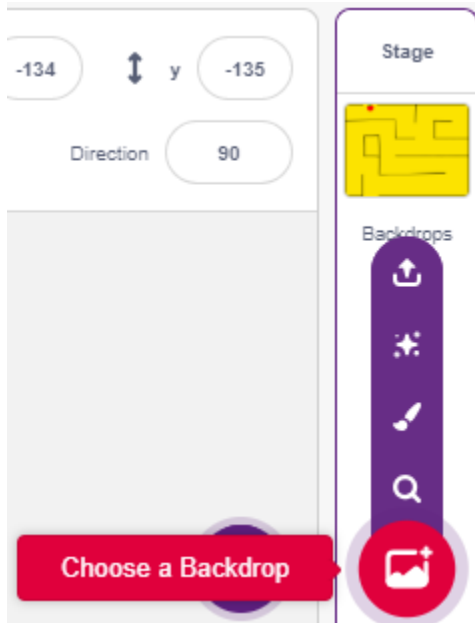 Stage
-134 y -135
Direction 90
Backdrops
Choose a Backdrop